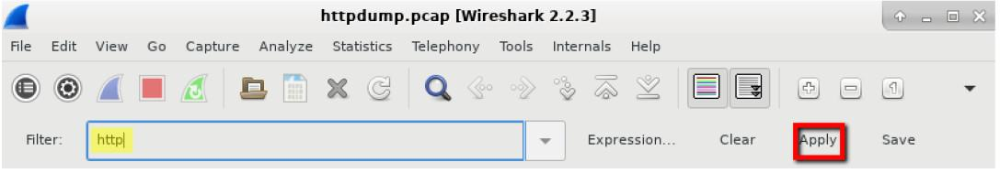 httpdump.pcap [Wireshark 2.2.3]
File Edit View Go Capture Analyze Statistics Telephony Tools Internals Help
1
Filter: http Expression... Clear Apply Save